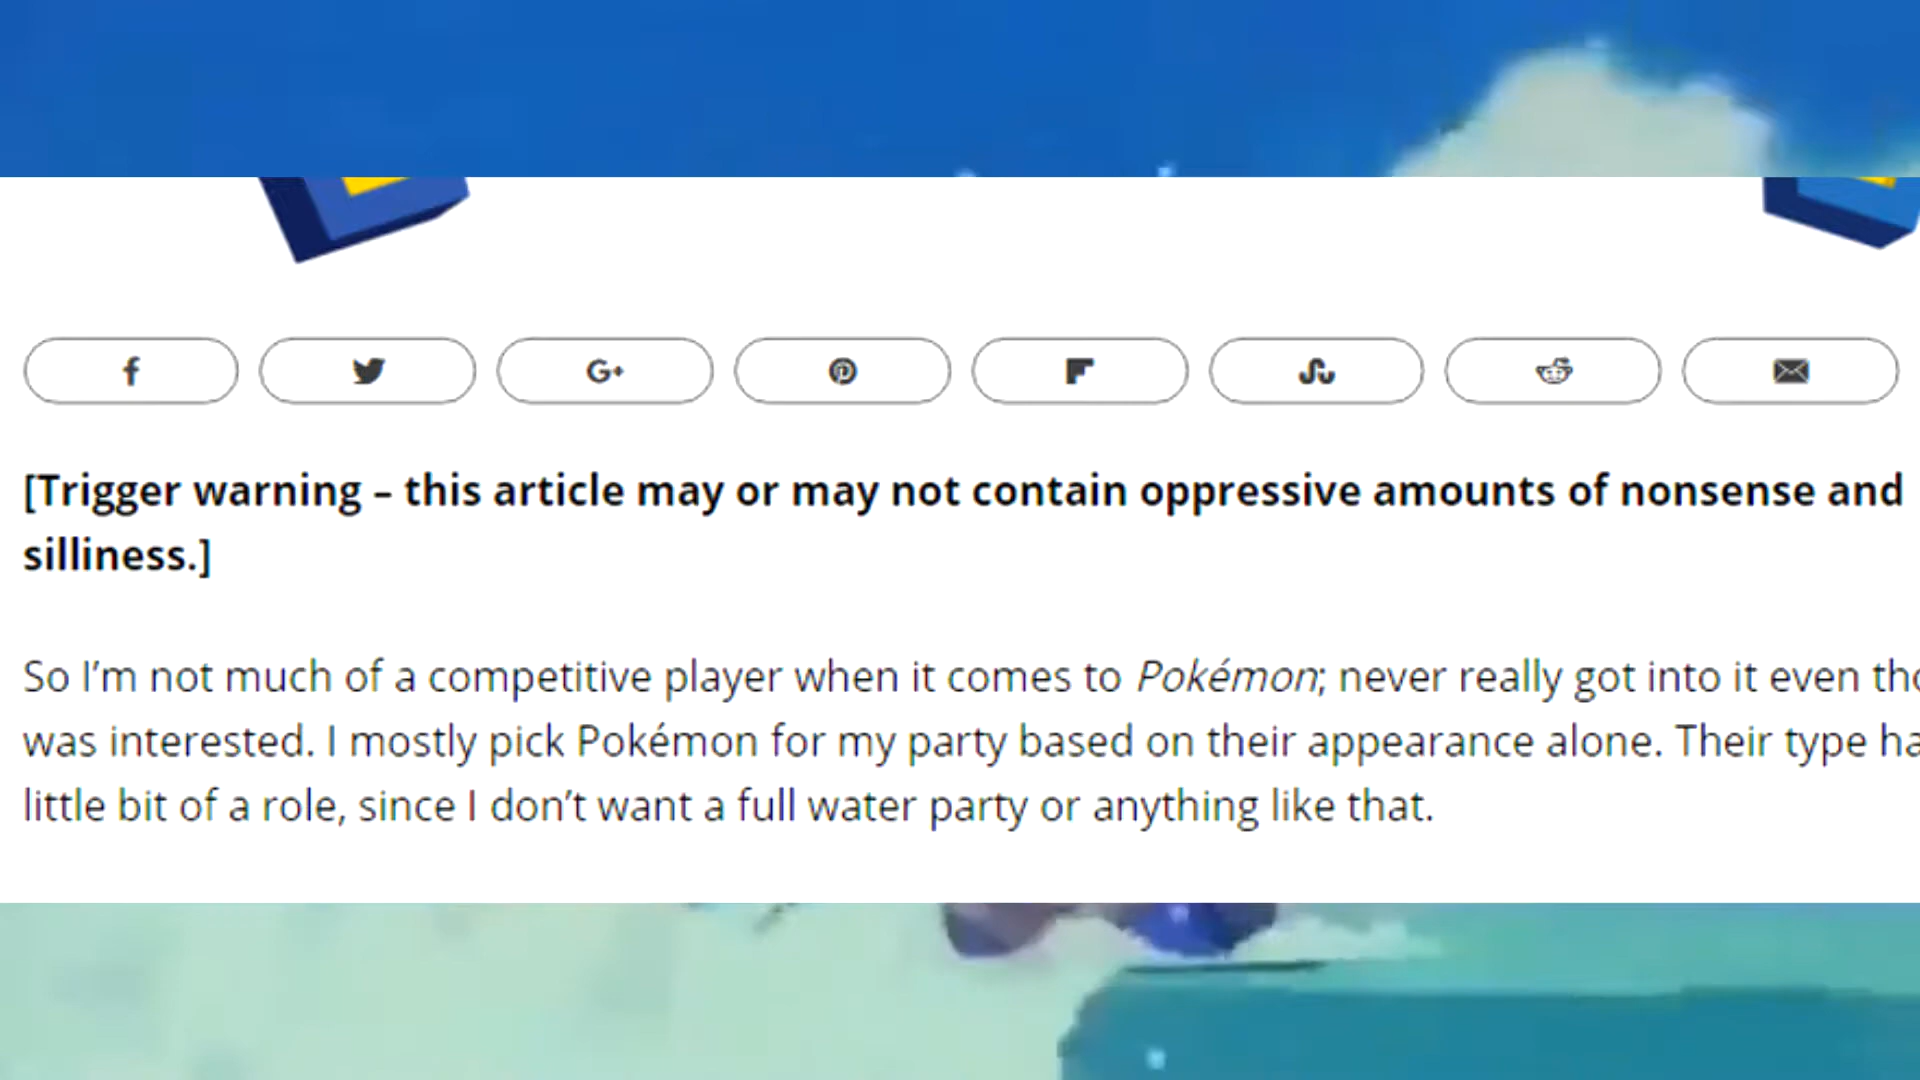 [Trigger warning – this article may or may not contain oppressive amounts of nonsense and
silliness.]
So I’m not much of a competitive player when it comes to Pokémon; never really got into it even
was interested. I mostly pick Pokémon for my party based on their appearance alone. Their type
little bit of a role, since I don’t want a full water party or anything like that.